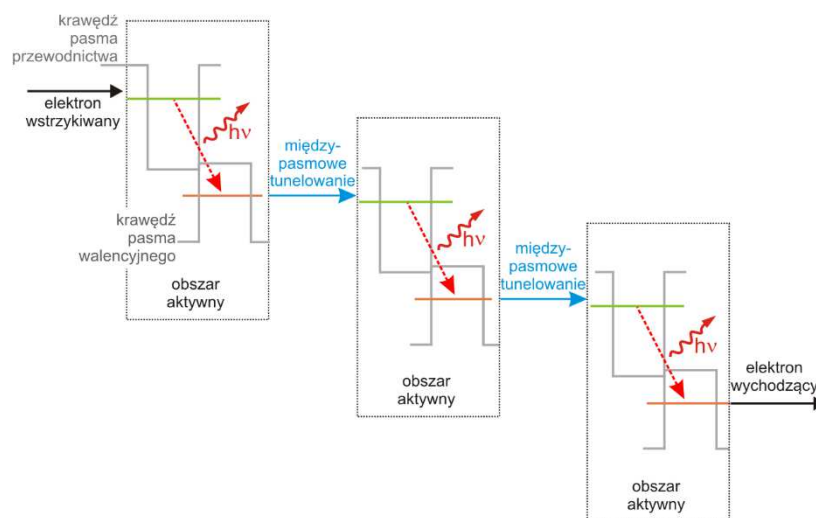 krawędź
pasma
przewodnictwa
elektron
wstrzykiwany
hν
krawędź
pasma
walencyjnego
obszar
aktywny
między-
pasmowe
tunelowanie
hν
obszar
aktywny
między-
pasmowe
tunelowanie
hν
elektron
wychodzący
obszar
aktywny